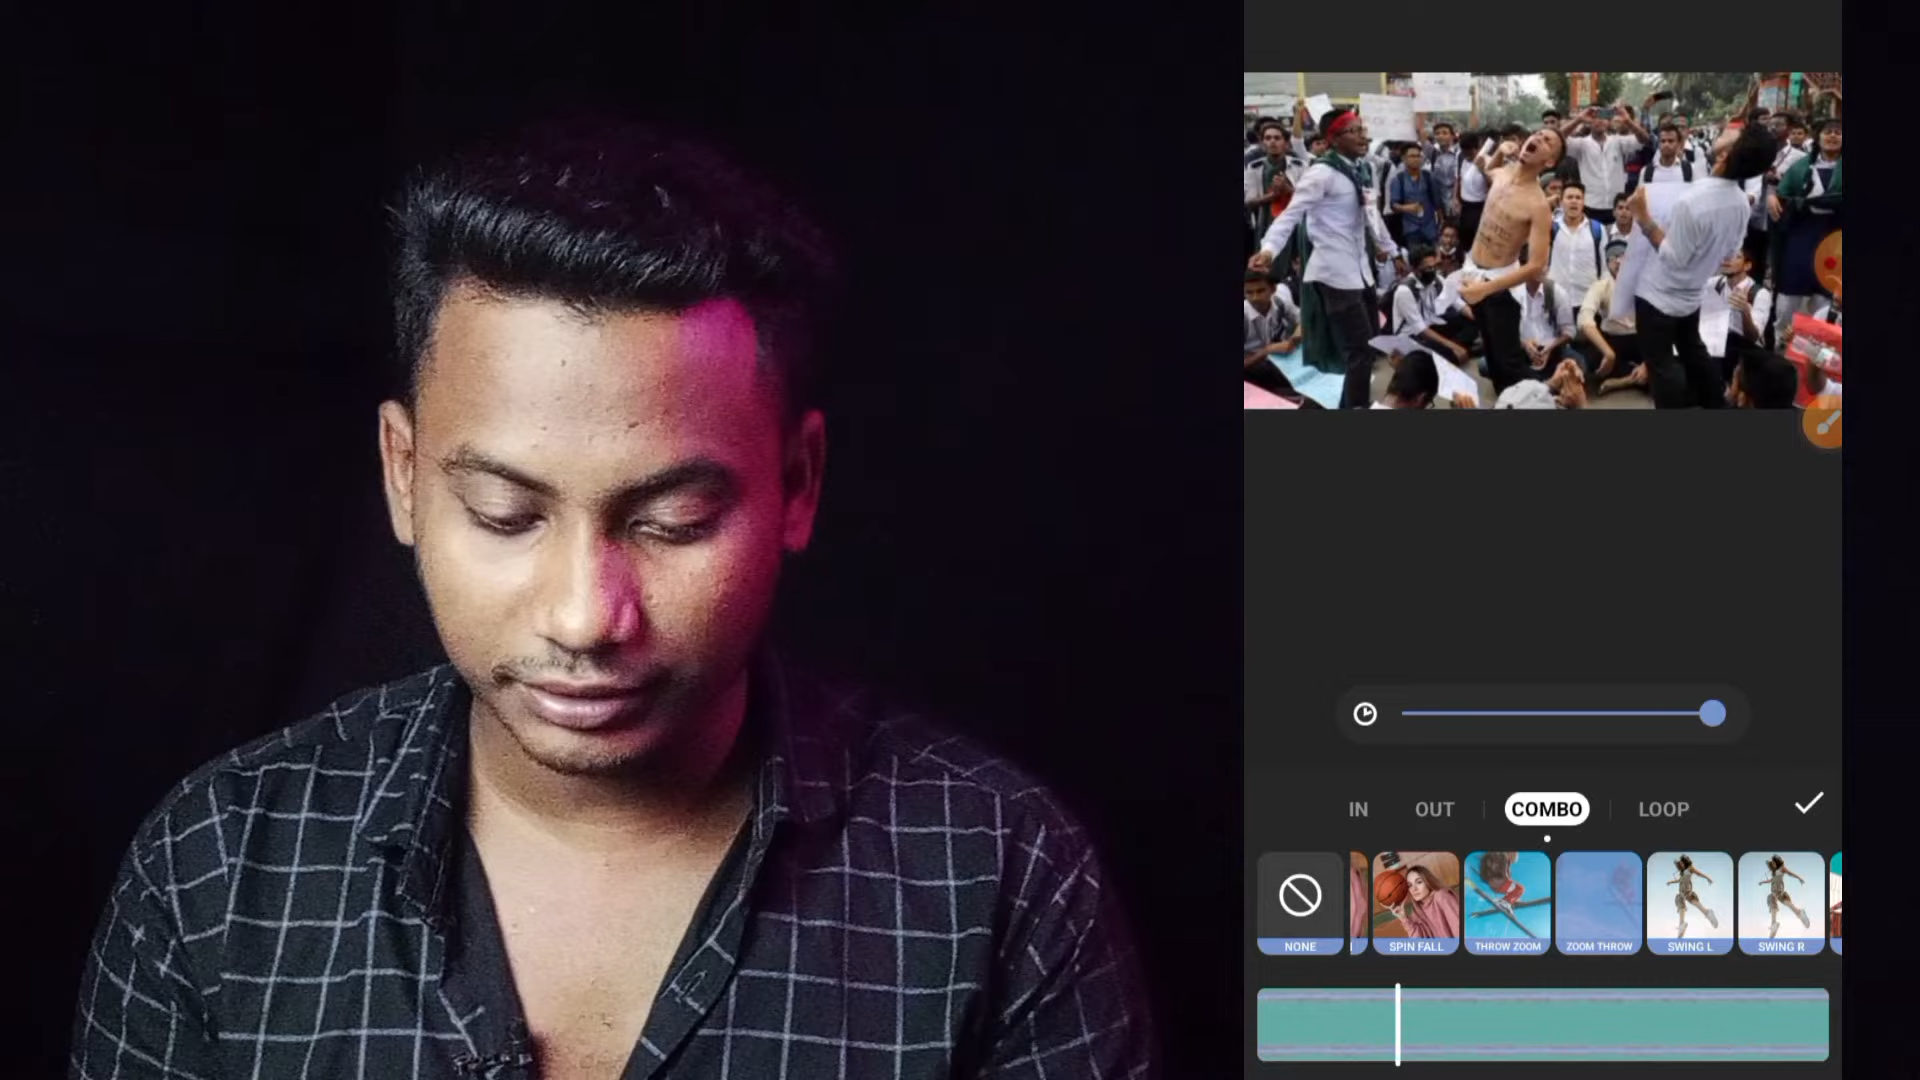 IN OUT COMBO LOOP
NONE SPIN FALL THROW ZOOM ZOOM THROW SWING L SWING R